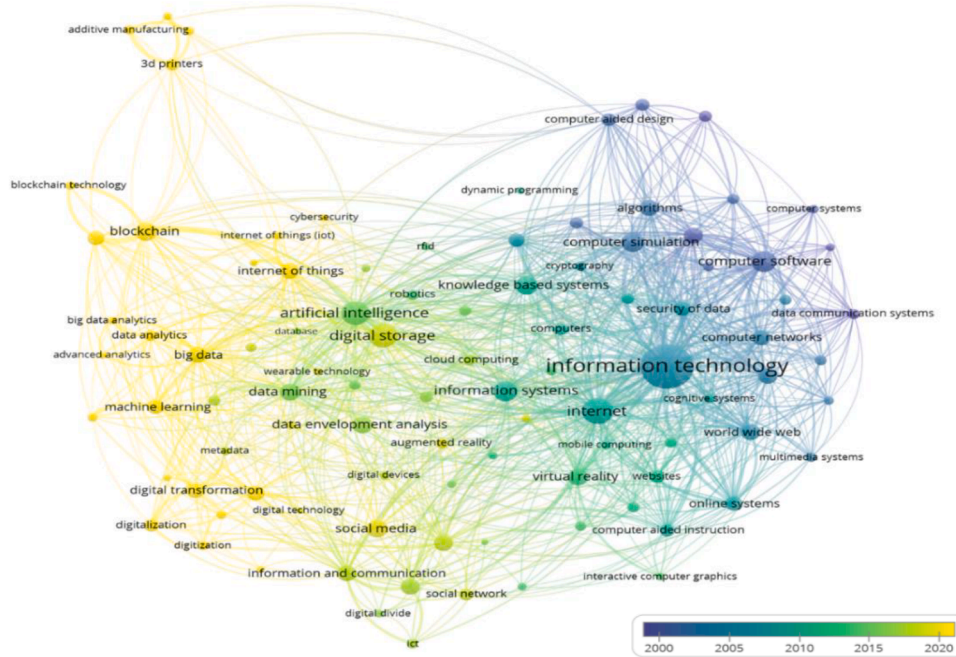 additive manufacturing
3d printers
computer aided design
blockchain technology
dynamic programming
algorithms
computer systems
cybersecurity
blockchain
internet of things (iot)
rfid
computer simulation
internet of things
cryptography
computer software
knowledge based systems
robotics
artificial intelligence
security of data
data communication systems
big data analytics
data analytics
database
digital storage
computers
computer networks
advanced analytics
big data
cloud computing
information technology
wearable technology
data mining
information systems
cognitive systems
machine learning
internet
data envelopment analysis
world wide web
augmented reality
mobile computing
metadata
multimedia systems
digital devices
virtual reality
websites
digital transformation
digital technology
online systems
digitalization
social media
computer aided instruction
digitization
information and communication
interactive computer graphics
social network
digital divide
ict
2000 2005 2010 2015 2020